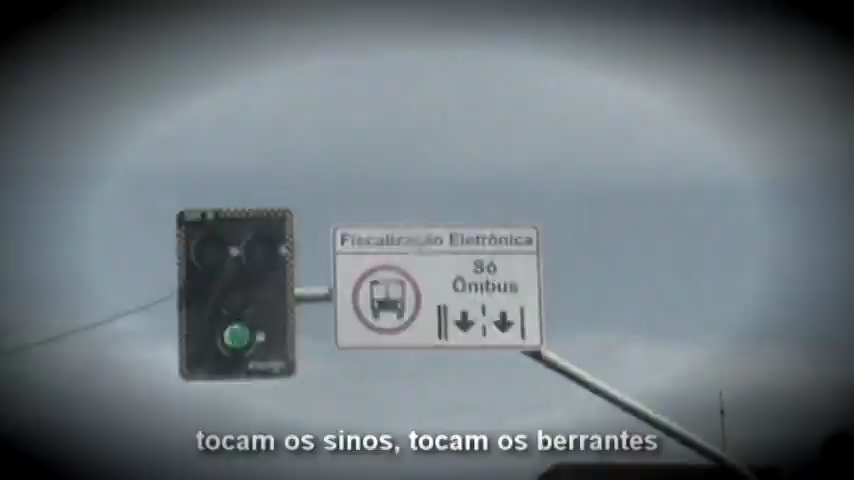 Fiscalização Eletrônica
Só
Ônibus
tocam os sinos, tocam os berrantes